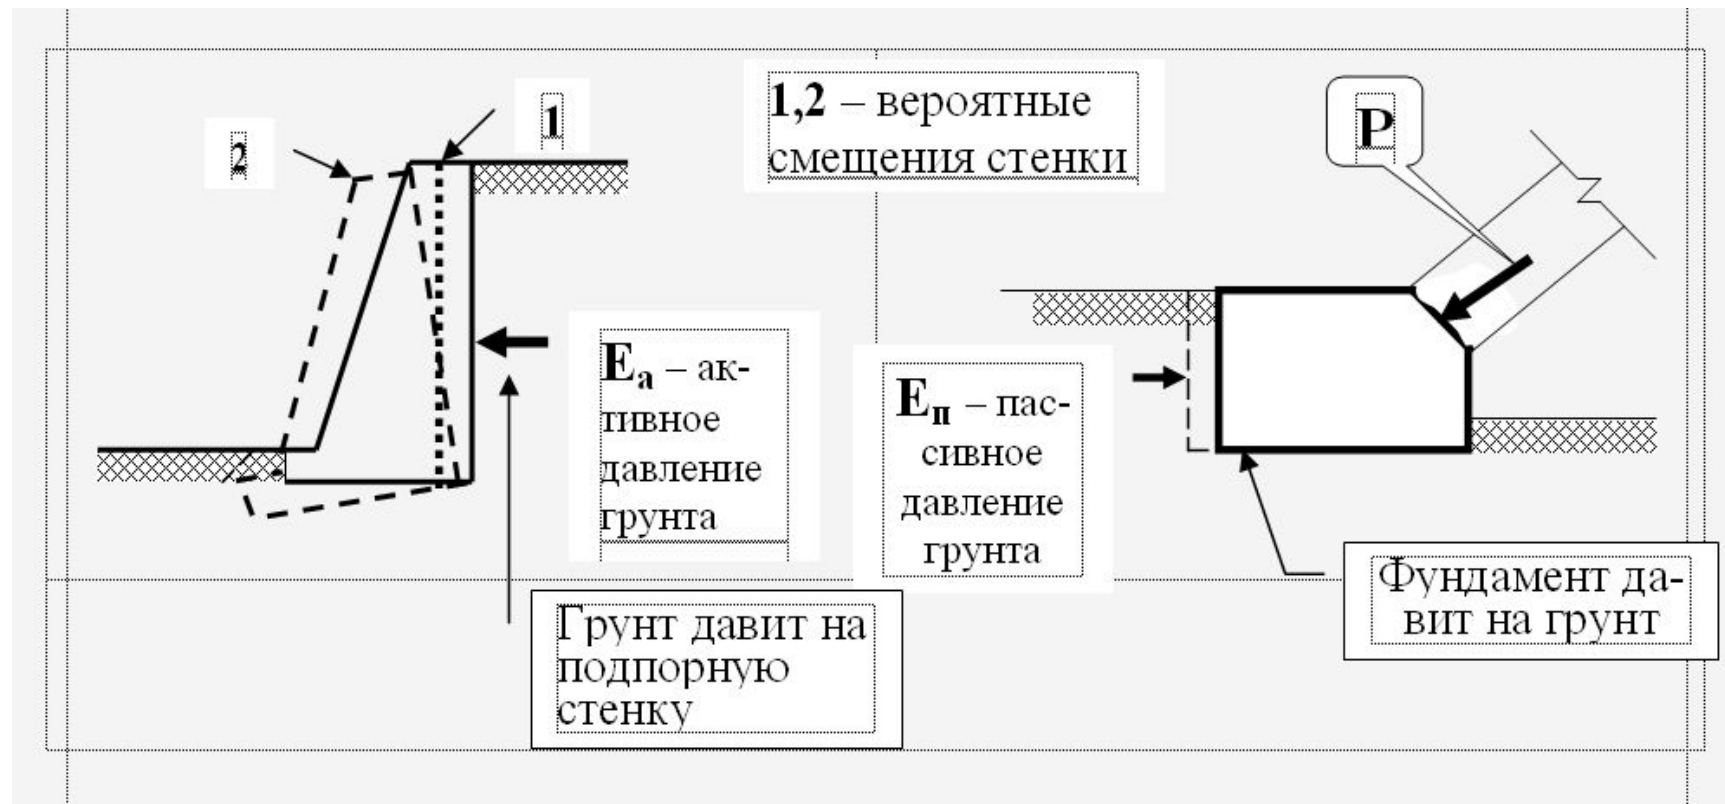 1,2 – вероятные
смещения стенки
1
2
P
Eа – ак-
тивное
давление
грунта
Eп – пас-
сивное
давление
грунта
Грунт давит на
подпорную
стенку
Фундамент да-
вит на грунт